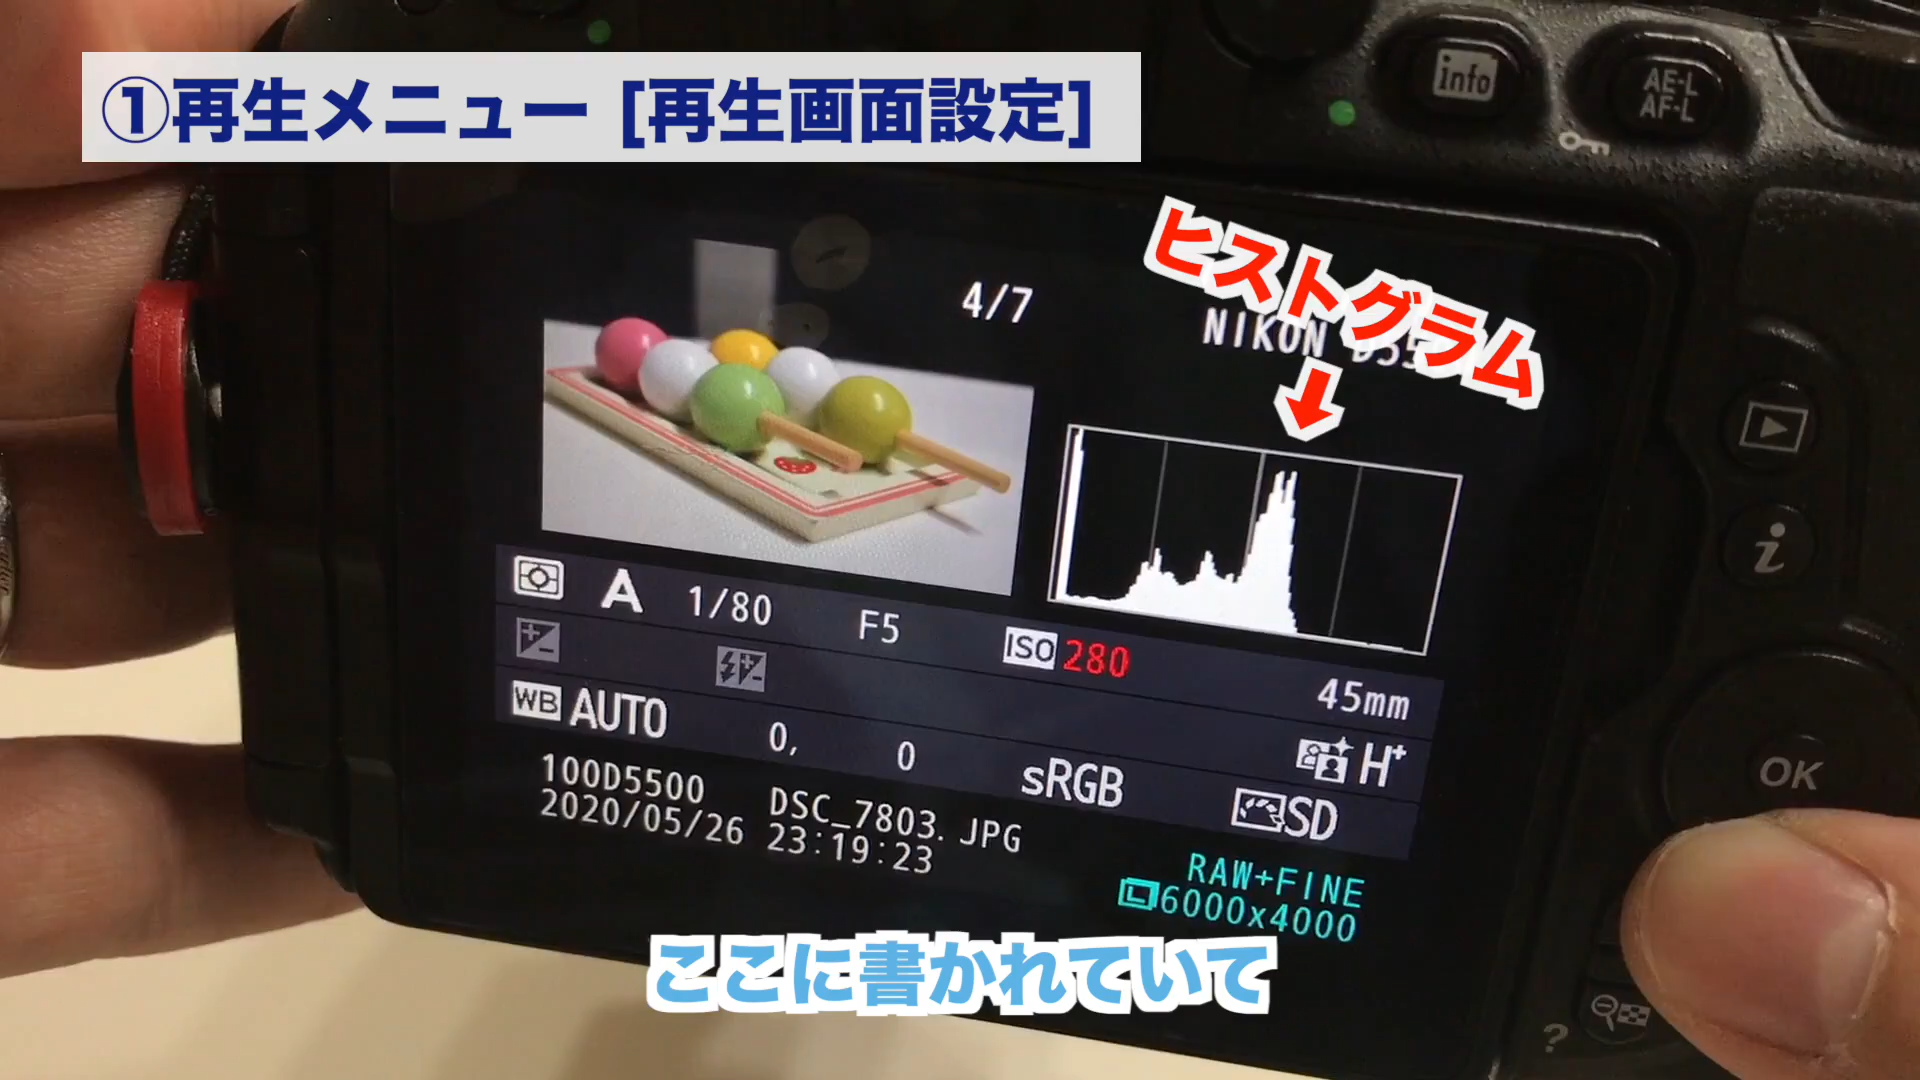 ①再生メニュー [再生画面設定]
info
AE-L
AF-L
ヒストグラム
4/7
NIKON
A 1/80 F5 ISO 280 45mm
WB AUTO 0, 0 sRGB H+
SD
100D5500 DSC_7803.JPG
2020/05/26 23:19:23
RAW+FINE
L 6000x4000
i
OK
?
ここに書かれていて